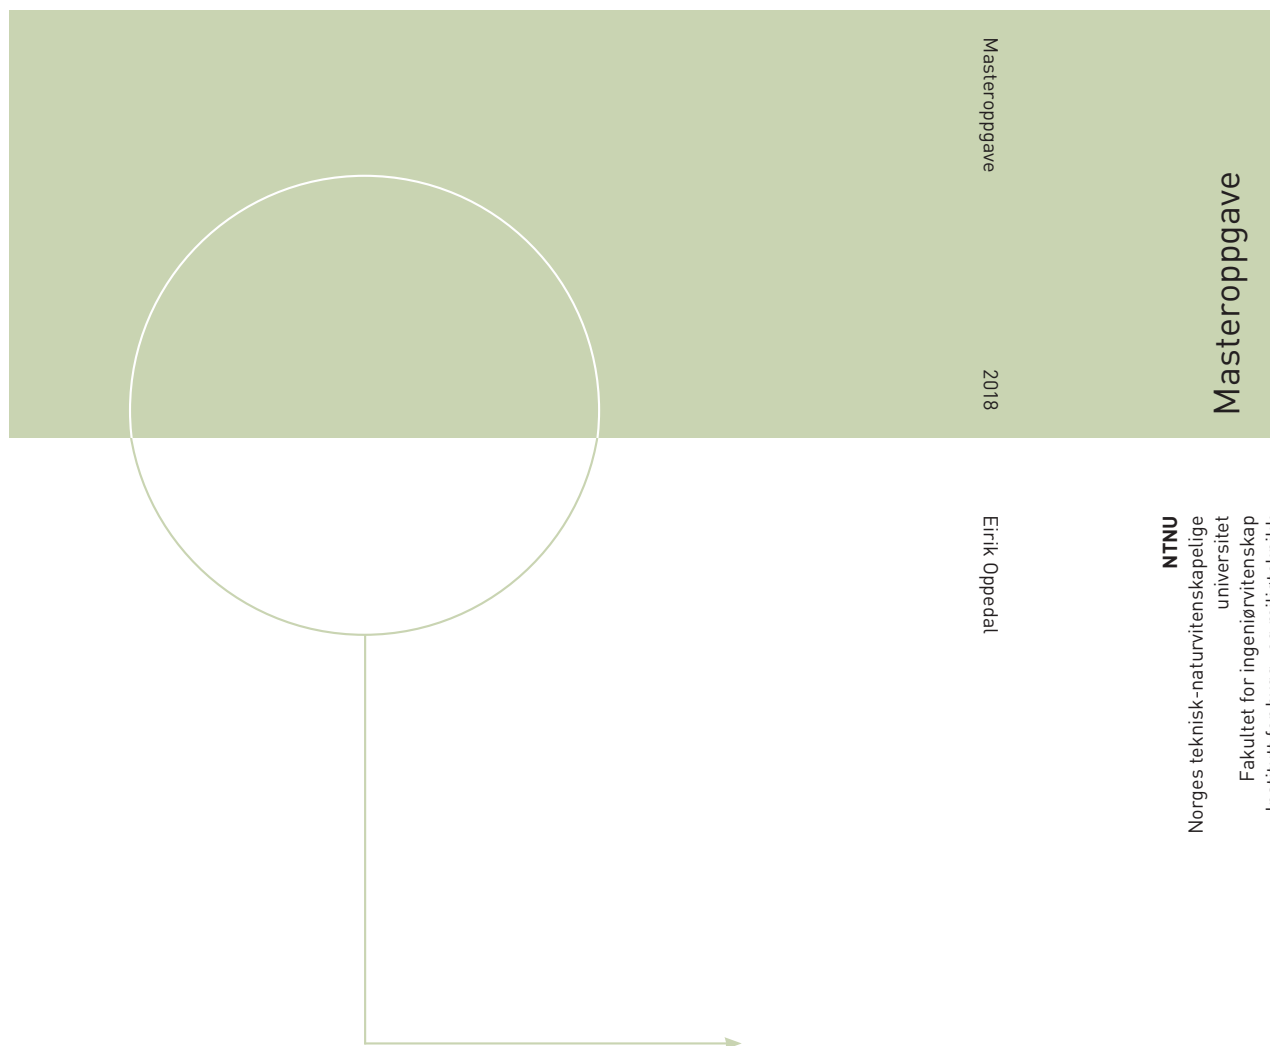 Masteroppgave
2018
Eirik Oppedal
Masteroppgave
NTNU
Norges teknisk-naturvitenskapelige
universitet
Fakultet for ingeniørvitenskap